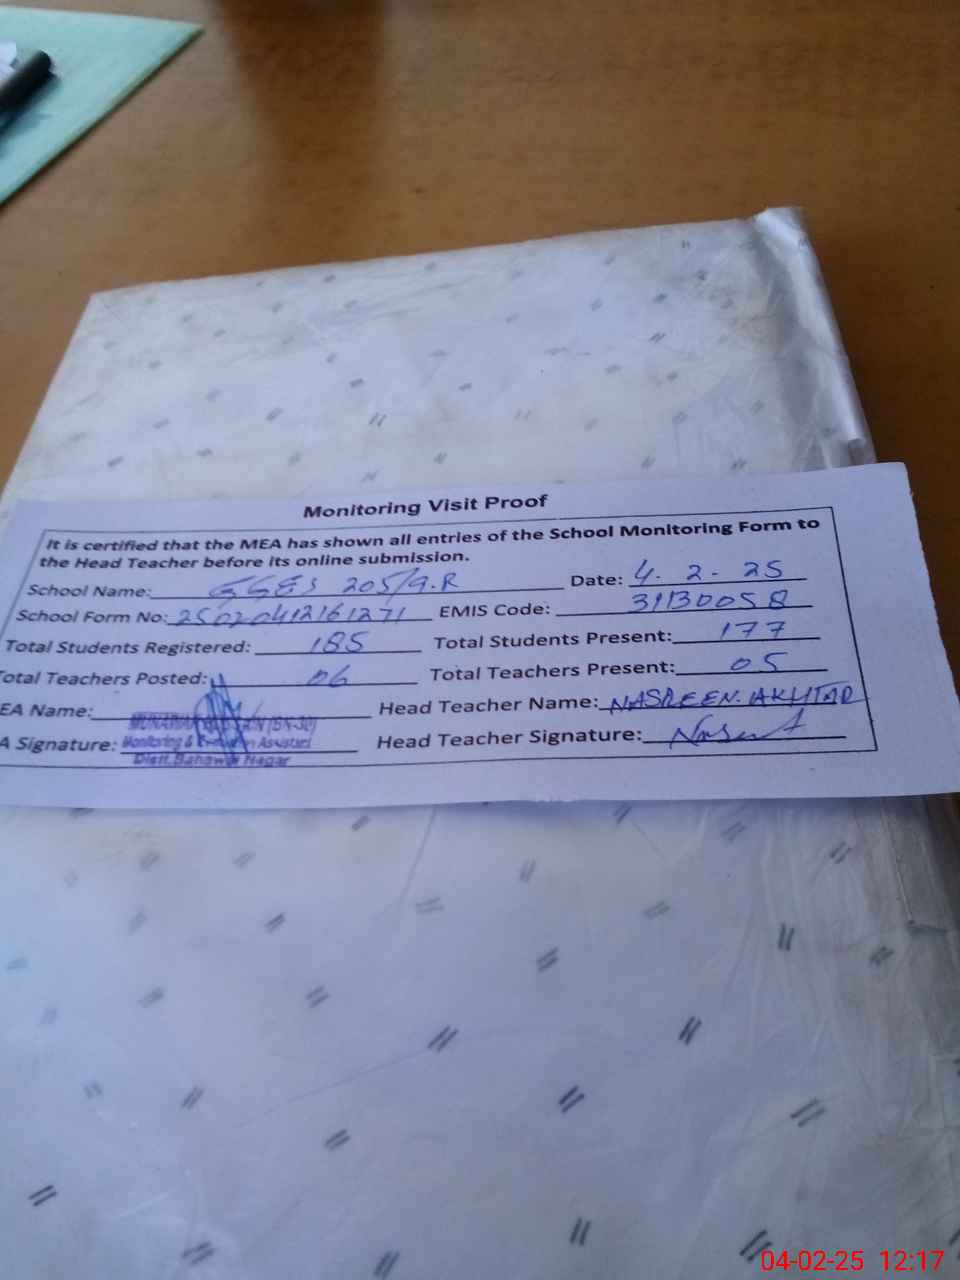 Monitoring Visit Proof
It is certified that the MEA has shown all entries of the School Monitoring Form to
the Head Teacher before its online submission.
School Name: GGES 205/9.R Date: 4. 2. 25
School Form No: 25020412161271 EMIS Code: 31130058
Total Students Registered: 185 Total Students Present: 177
Total Teachers Posted: 06 Total Teachers Present: 05
EA Name: Head Teacher Name: NASREEN. AKHTAR
A Signature: Monitoring & Evaluation Assistant Head Teacher Signature:
Distt. Bahawal Nagar
04-02-25 12:17